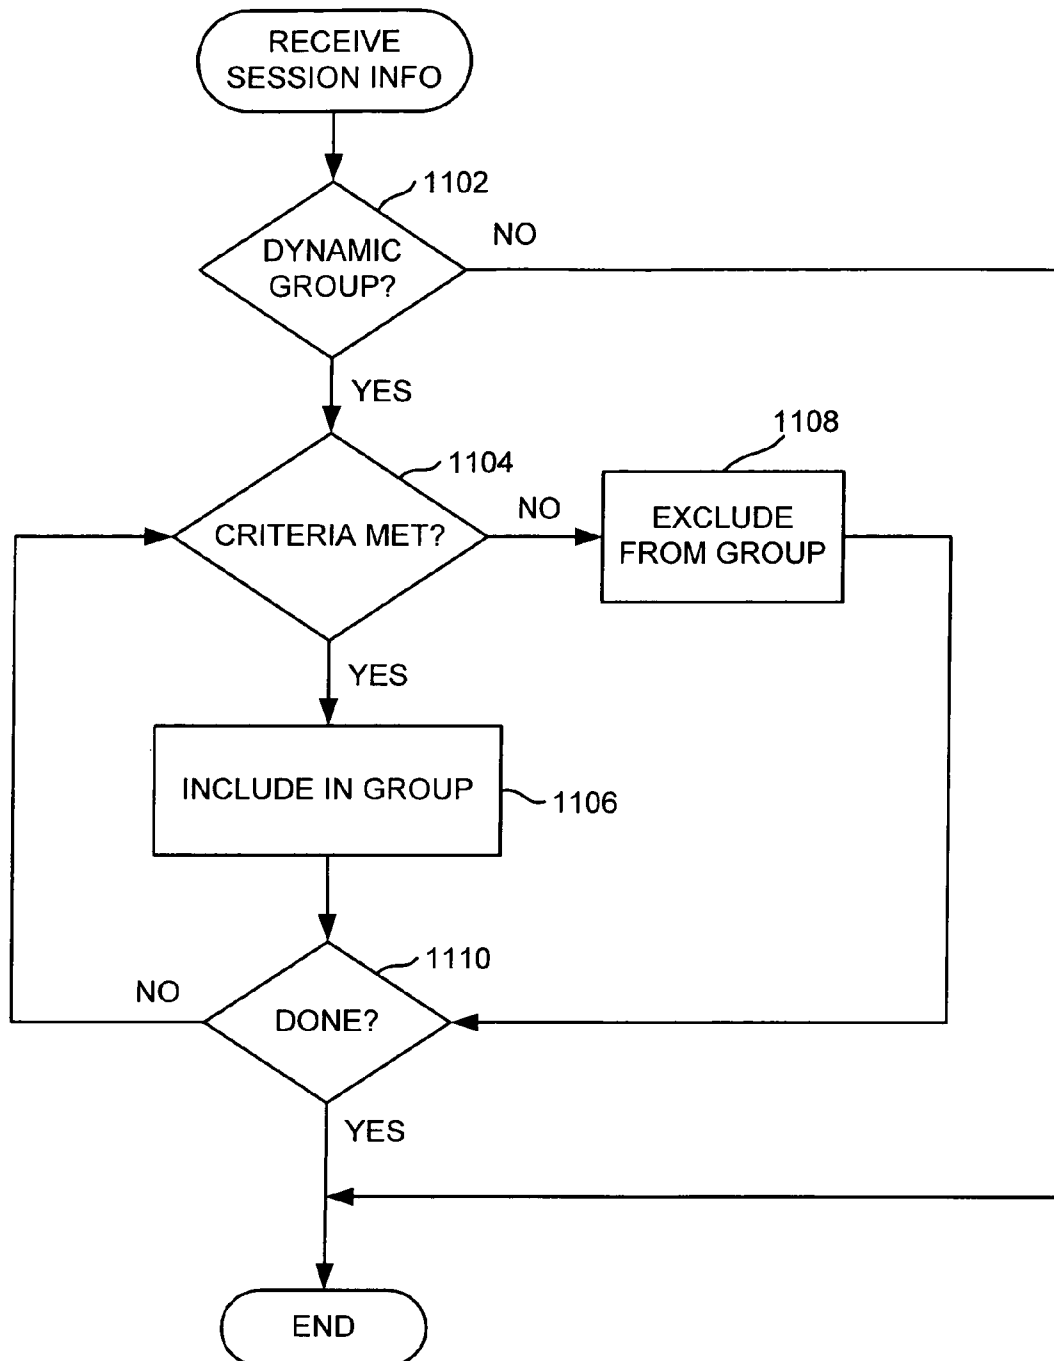 RECEIVE
SESSION INFO
1102
DYNAMIC
GROUP?
NO
YES
1104
CRITERIA MET?
NO
1108
EXCLUDE
FROM GROUP
YES
INCLUDE IN GROUP
1106
1110
DONE?
NO
YES
END